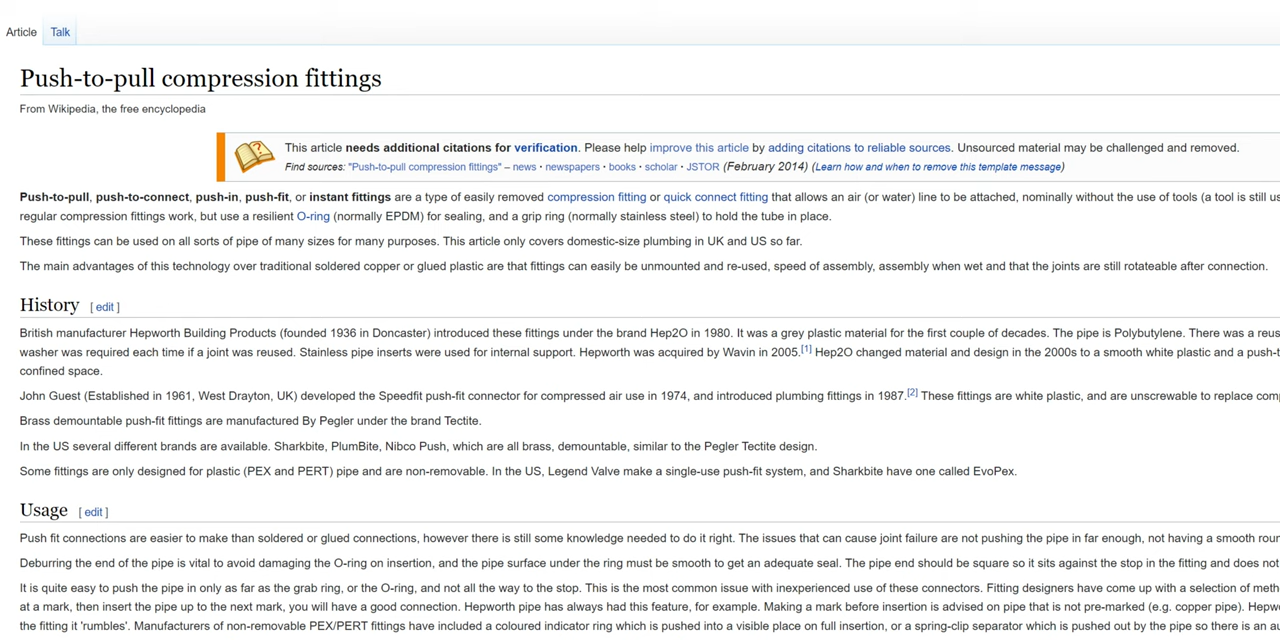 Article
Talk
Push-to-pull compression fittings
From Wikipedia, the free encyclopedia
This article needs additional citations for verification. Please help improve this article by adding citations to reliable sources. Unsourced material may be challenged and removed.
Find sources: "Push-to-pull compression fittings" – news · newspapers · books · scholar · JSTOR (February 2014) (Learn how and when to remove this template message)
Push-to-pull, push-to-connect, push-in, push-fit, or instant fittings are a type of easily removed compression fitting or quick connect fitting that allows an air (or water) line to be attached, nominally without the use of tools (a tool is still
regular compression fittings work, but use a resilient O-ring (normally EPDM) for sealing, and a grip ring (normally stainless steel) to hold the tube in place.
These fittings can be used on all sorts of pipe of many sizes for many purposes. This article only covers domestic-size plumbing in UK and US so far.
The main advantages of this technology over traditional soldered copper or glued plastic are that fittings can easily be unmounted and re-used, speed of assembly, assembly when wet and that the joints are still rotateable after connection.
History [ edit ]
British manufacturer Hepworth Building Products (founded 1936 in Doncaster) introduced these fittings under the brand Hep2O in 1980. It was a grey plastic material for the first couple of decades. The pipe is Polybutylene. There was a
washer was required each time if a joint was reused. Stainless pipe inserts were used for internal support. Hepworth was acquired by Wavin in 2005.[1] Hep2O changed material and design in the 2000s to a smooth white plastic and a
confined space.
John Guest (Established in 1961, West Drayton, UK) developed the Speedfit push-fit connector for compressed air use in 1974, and introduced plumbing fittings in 1987.[2] These fittings are white plastic, and are unscrewable to replace
Brass demountable push-fit fittings are manufactured By Pegler under the brand Tectite.
In the US several different brands are available. Sharkbite, PlumBite, Nibco Push, which are all brass, demountable, similar to the Pegler Tectite design.
Some fittings are only designed for plastic (PEX and PERT) pipe and are non-removable. In the US, Legend Valve make a single-use push-fit system, and Sharkbite have one called EvoPex.
Usage [ edit ]
Push fit connections are easier to make than soldered or glued connections, however there is still some knowledge needed to do it right. The issues that can cause joint failure are not pushing the pipe in far enough, not having a smooth
Deburring the end of the pipe is vital to avoid damaging the O-ring on insertion, and the pipe surface under the ring must be smooth to get an adequate seal. The pipe end should be square so it sits against the stop in the fitting and does not
It is quite easy to push the pipe in only as far as the grab ring, or the O-ring, and not all the way to the stop. This is the most common issue with inexperienced use of these connectors. Fitting designers have come up with a selection of
at a mark, then insert the pipe up to the next mark, you will have a good connection. Hepworth pipe has always had this feature, for example. Making a mark before insertion is advised on pipe that is not pre-marked (e.g. copper pipe).
the fitting it 'rumbles'. Manufacturers of non-removable PEX/PERT fittings have included a coloured indicator ring which is pushed into a visible place on full insertion, or a spring-clip separator which is pushed out by the pipe so there is an